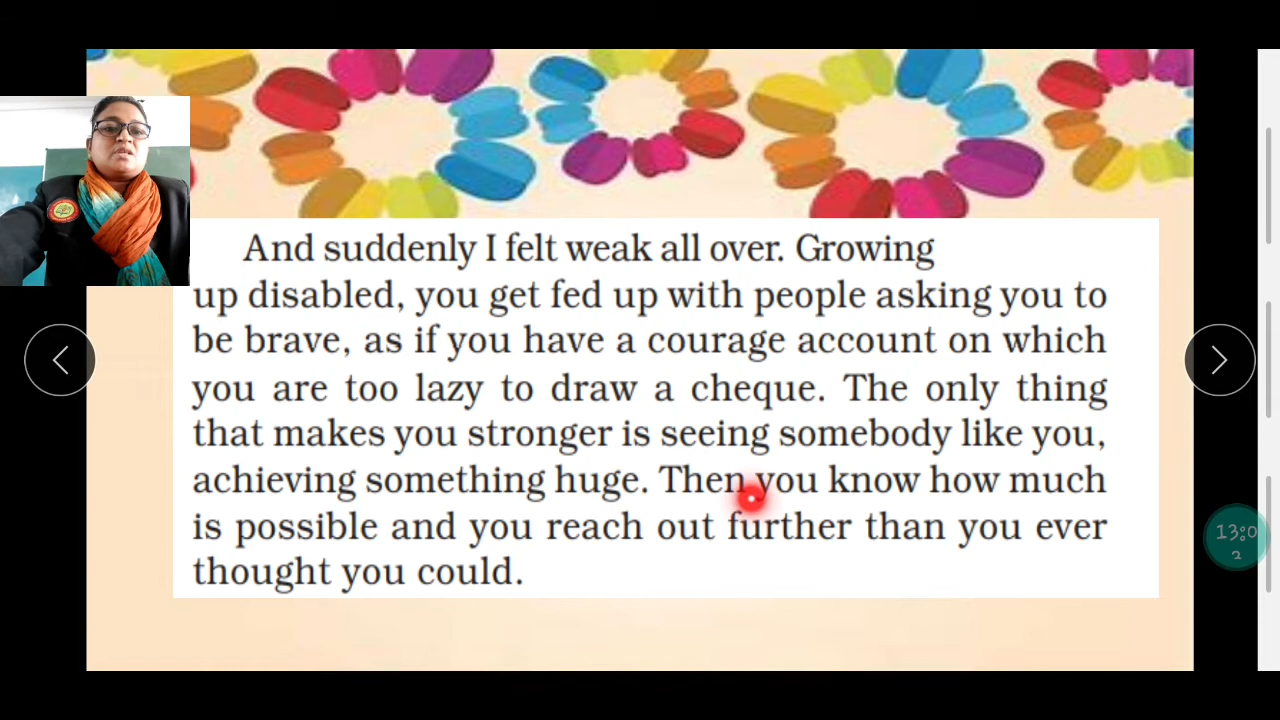 And suddenly I felt weak all over. Growing
up disabled, you get fed up with people asking you to
be brave, as if you have a courage account on which
you are too lazy to draw a cheque. The only thing
that makes you stronger is seeing somebody like you,
achieving something huge. Then you know how much
is possible and you reach out further than you ever
thought you could.
13:0
2